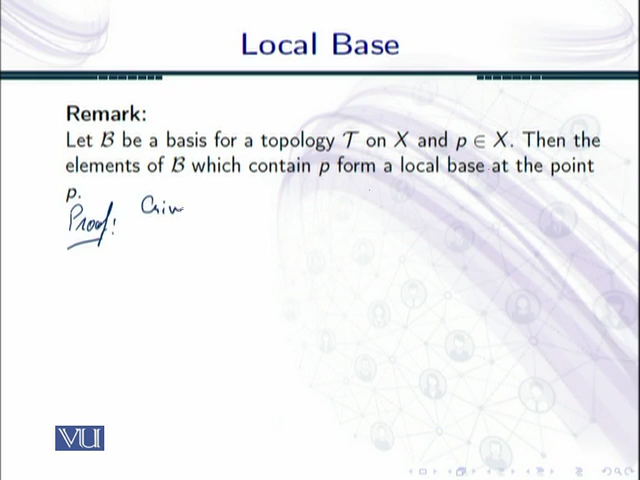 Local Base
Remark:
Let ℬ be a basis for a topology 𝒯 on X and p ∈ X. Then the
elements of ℬ which contain p form a local base at the point
p.
Proof: Giv
VU